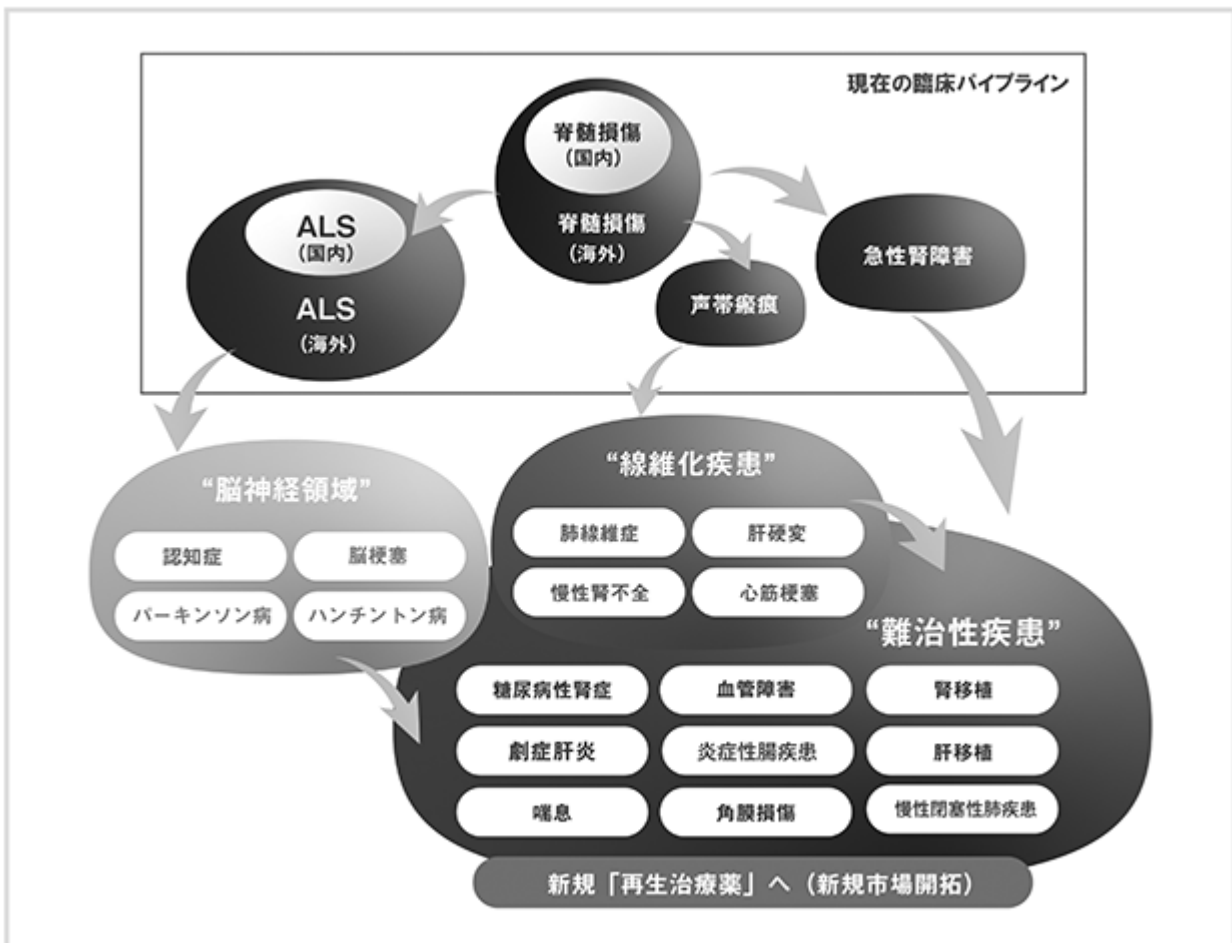 現在の臨床パイプライン
脊髄損傷
(国内)
脊髄損傷
(海外)
ALS
(国内)
ALS
(海外)
声帯瘢痕
急性腎障害
“脳神経領域”
認知症
脳梗塞
パーキンソン病
ハンチントン病
“線維化疾患”
肺線維症
肝硬変
慢性腎不全
心筋梗塞
“難治性疾患”
糖尿病性腎症
血管障害
腎移植
劇症肝炎
炎症性腸疾患
肝移植
喘息
角膜損傷
慢性閉塞性肺疾患
新規「再生治療薬」へ（新規市場開拓）